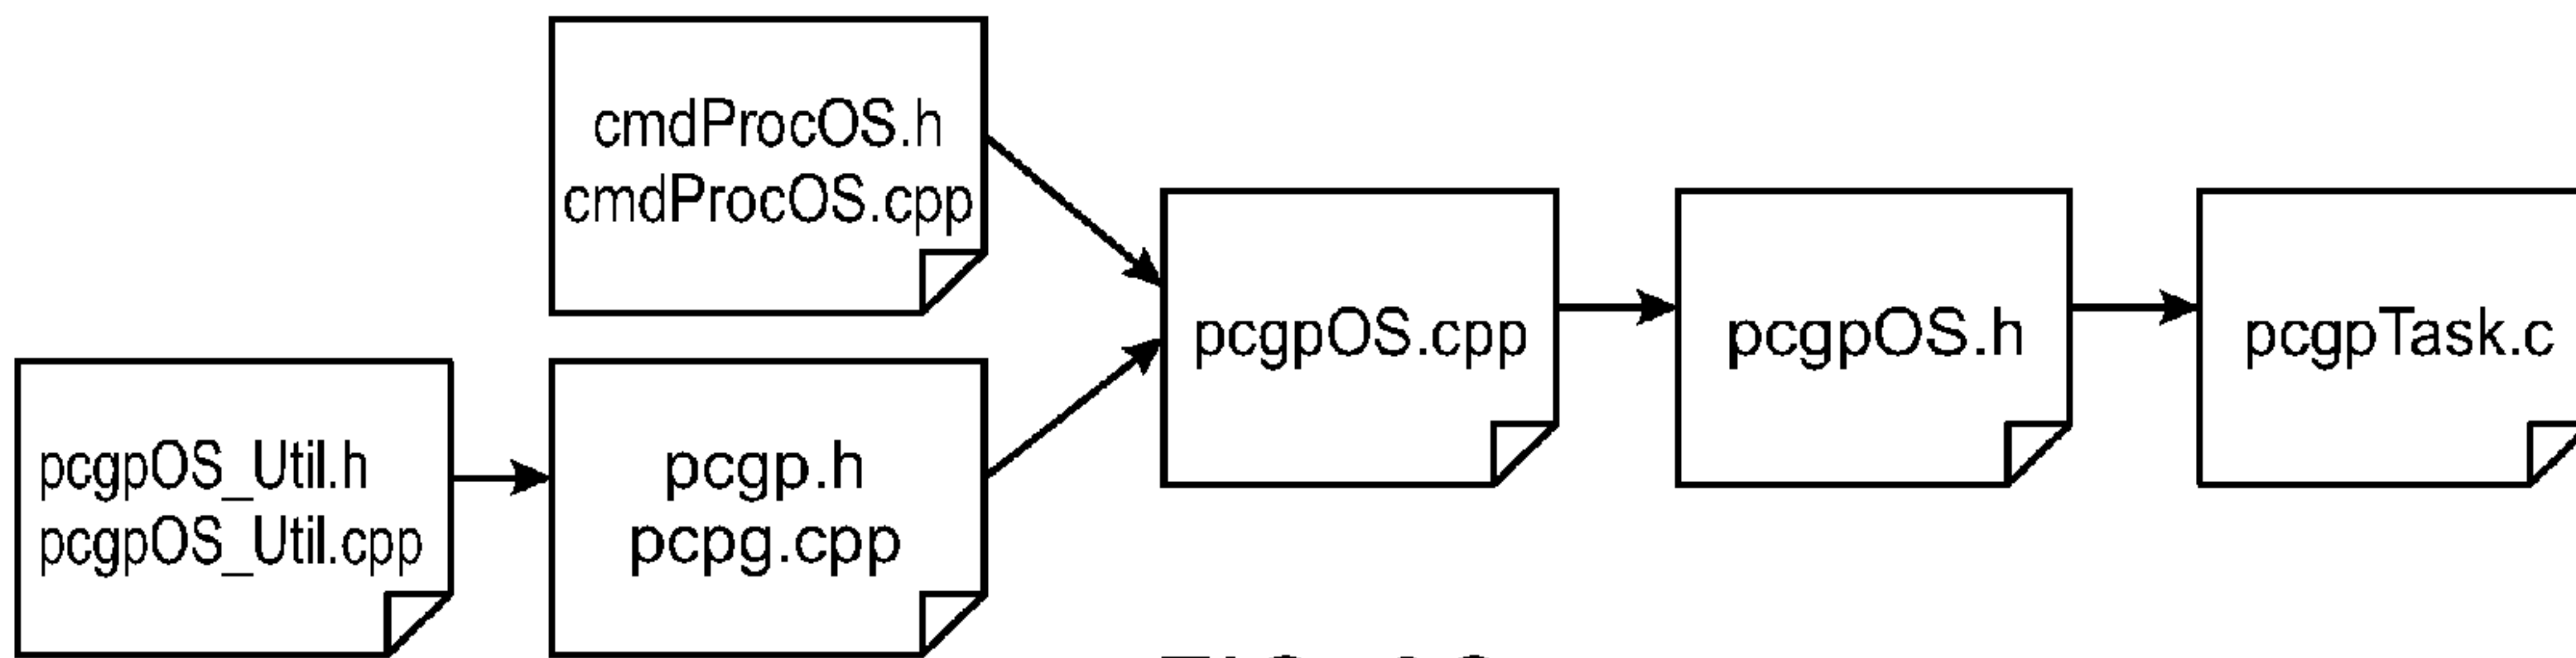 cmdProcOS.h
cmdProcOS.cpp
pcgpOS_Util.h
pcgpOS_Util.cpp
pcgp.h
pcpg.cpp
pcgpOS.cpp
pcgpOS.h
pcgpTask.c